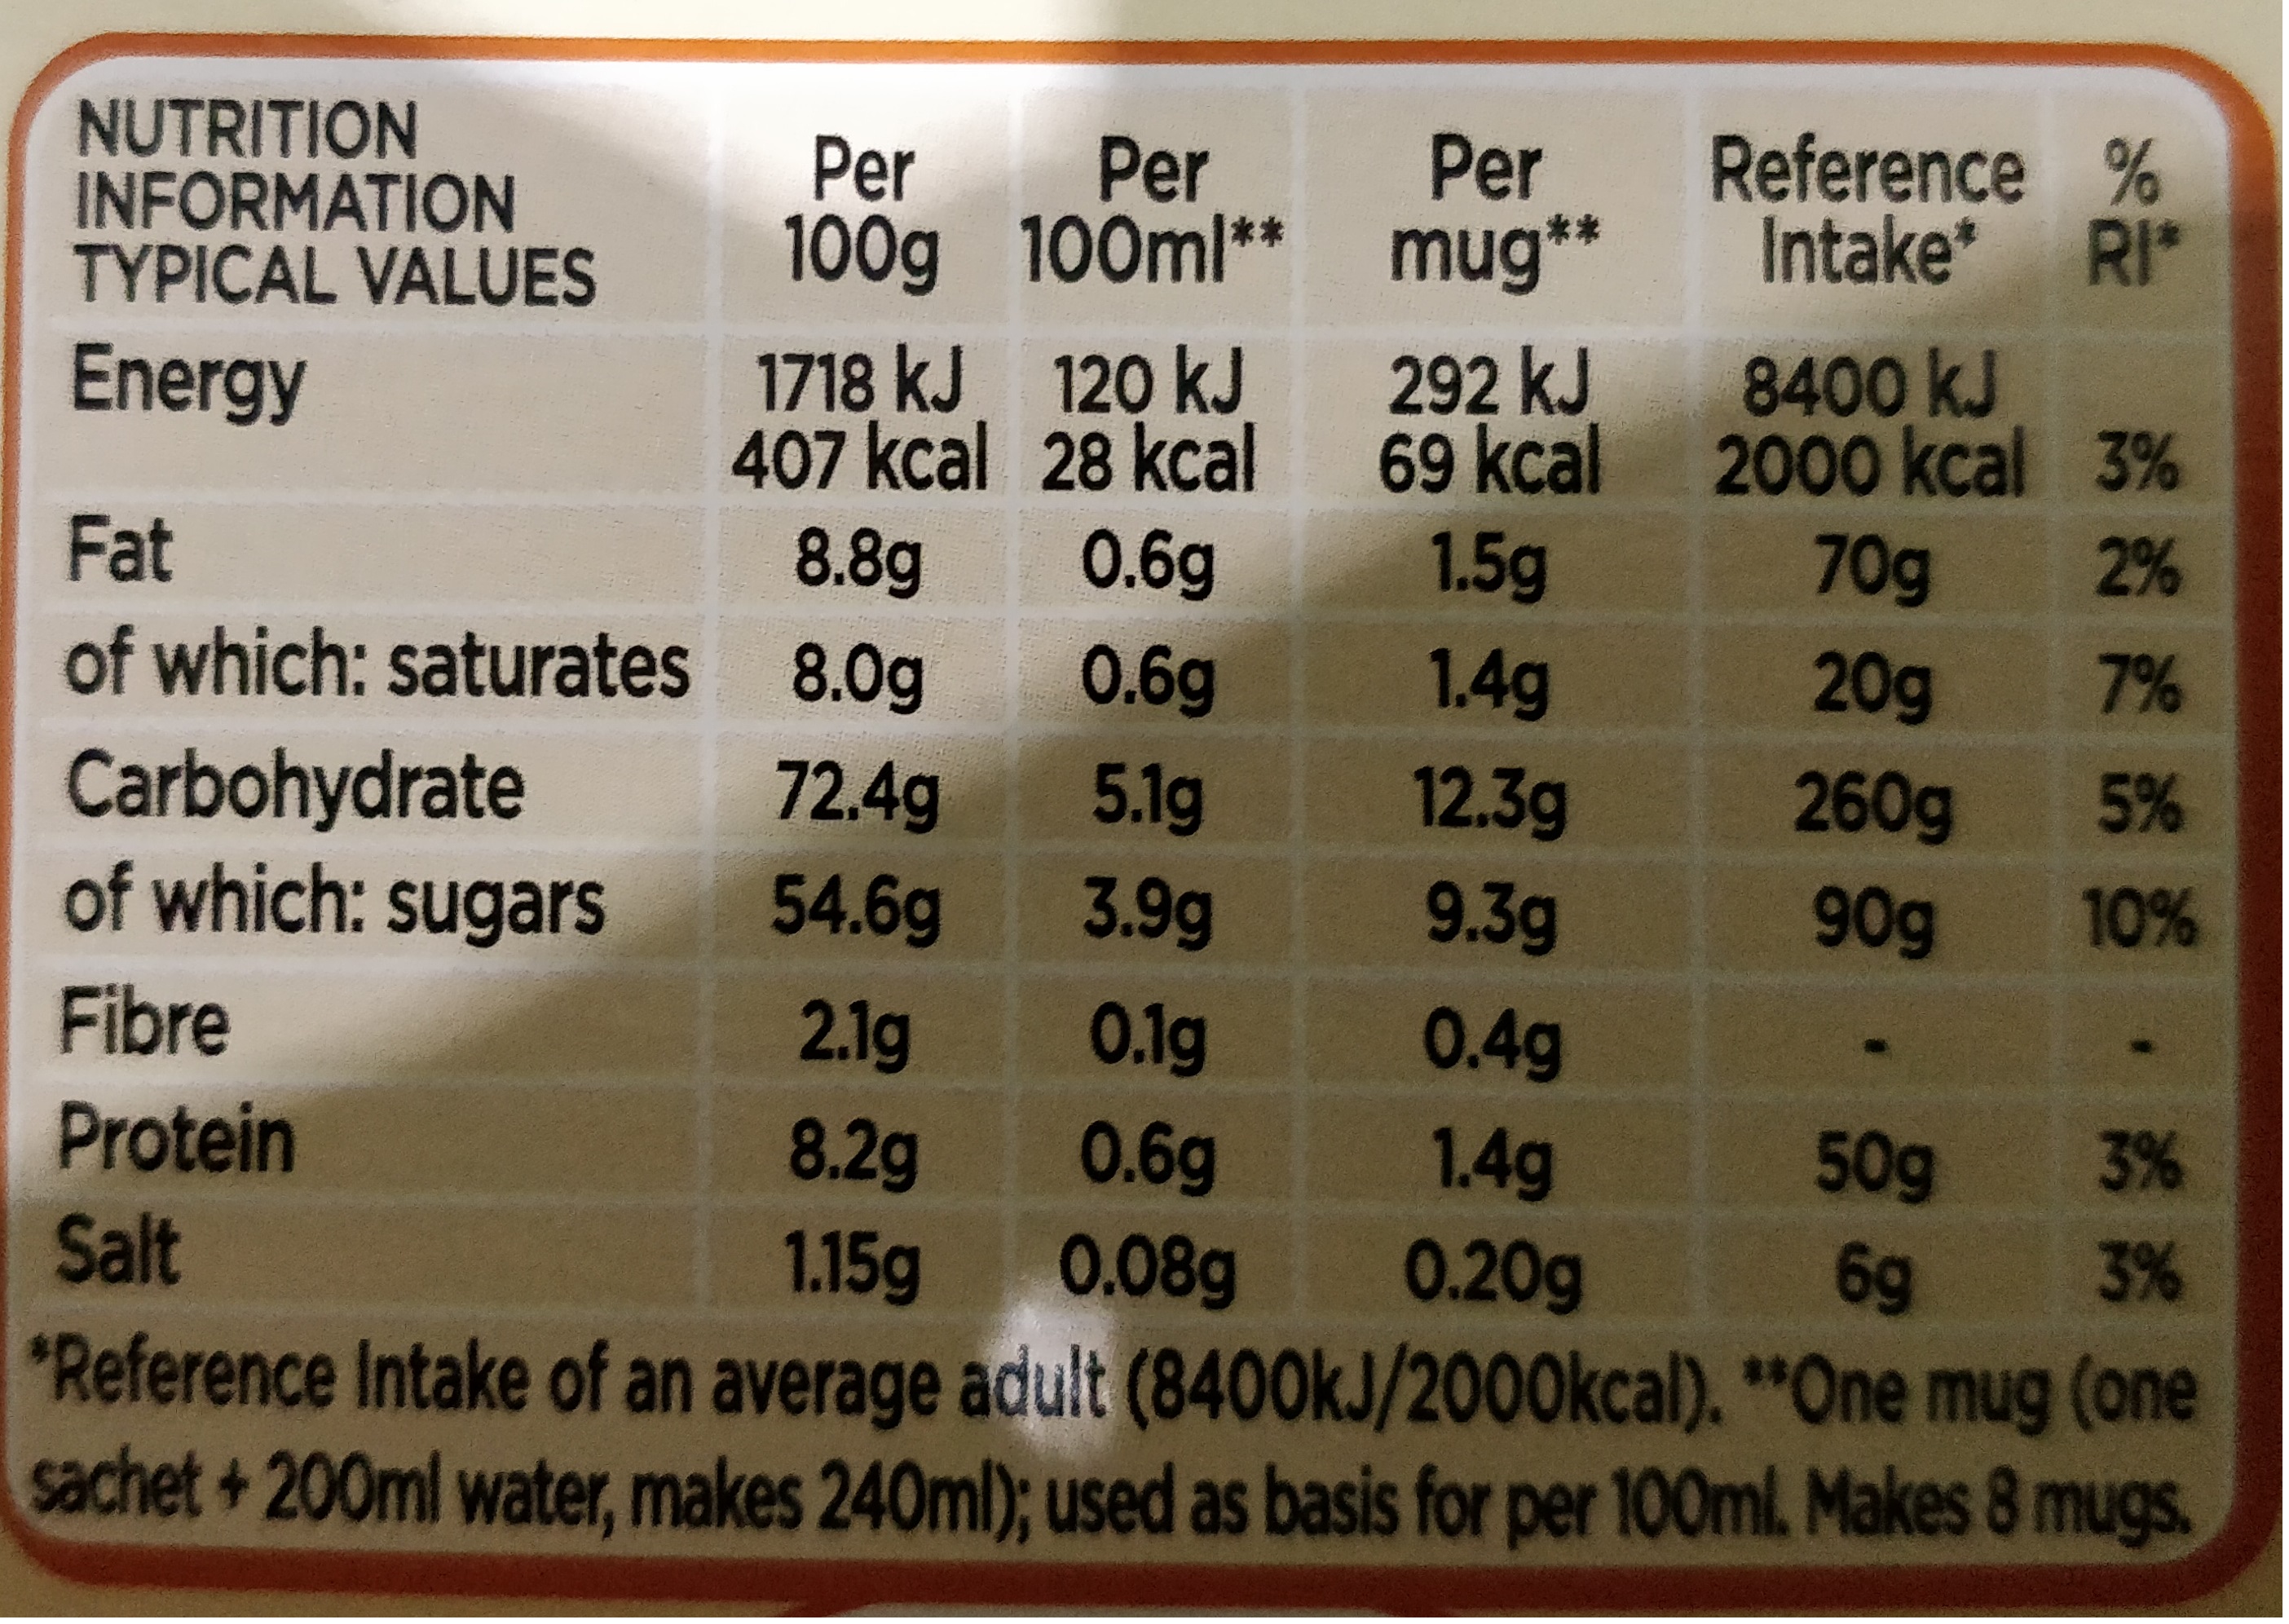 NUTRITION
INFORMATION
TYPICAL VALUES
Per 100g Per 100ml** Per mug** Reference Intake* % RI*
Energy 1718 kJ 120 kJ 292 kJ 8400 kJ
407 kcal 28 kcal 69 kcal 2000 kcal 3%
Fat 8.8g 0.6g 1.5g 70g 2%
of which: saturates 8.0g 0.6g 1.4g 20g 7%
Carbohydrate 72.4g 5.1g 12.3g 260g 5%
of which: sugars 54.6g 3.9g 9.3g 90g 10%
Fibre 2.1g 0.1g 0.4g - -
Protein 8.2g 0.6g 1.4g 50g 3%
Salt 1.15g 0.08g 0.20g 6g 3%
*Reference Intake of an average adult (8400kJ/2000kcal). **One mug (one
sachet + 200ml water, makes 240ml); used as basis for per 100ml. Makes 8 mugs.